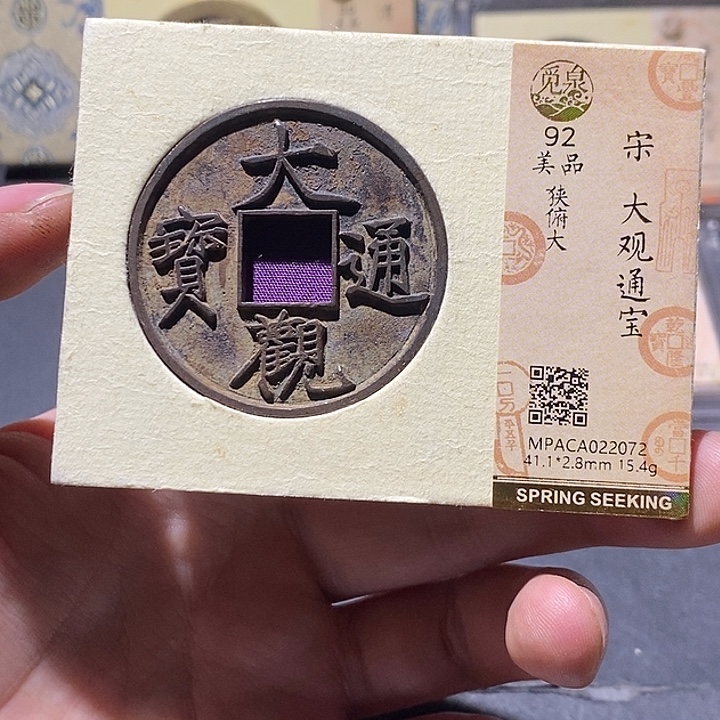 大
觀
通
寶
觅泉
92
美品
狭俯大
宋 大观通宝
MPACA022072
41.1*2.8mm 15.4g
SPRING SEEKING